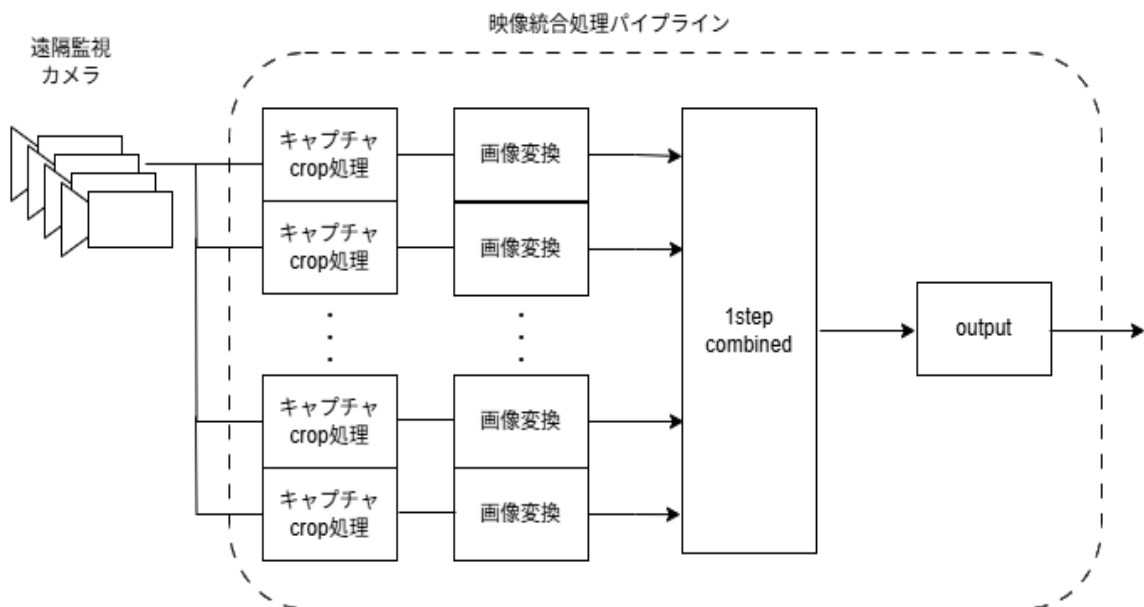 映像統合処理パイプライン
遠隔監視
カメラ
キャプチャ
crop処理
画像変換
キャプチャ
crop処理
画像変換
1step
combined
output
キャプチャ
crop処理
画像変換
キャプチャ
crop処理
画像変換